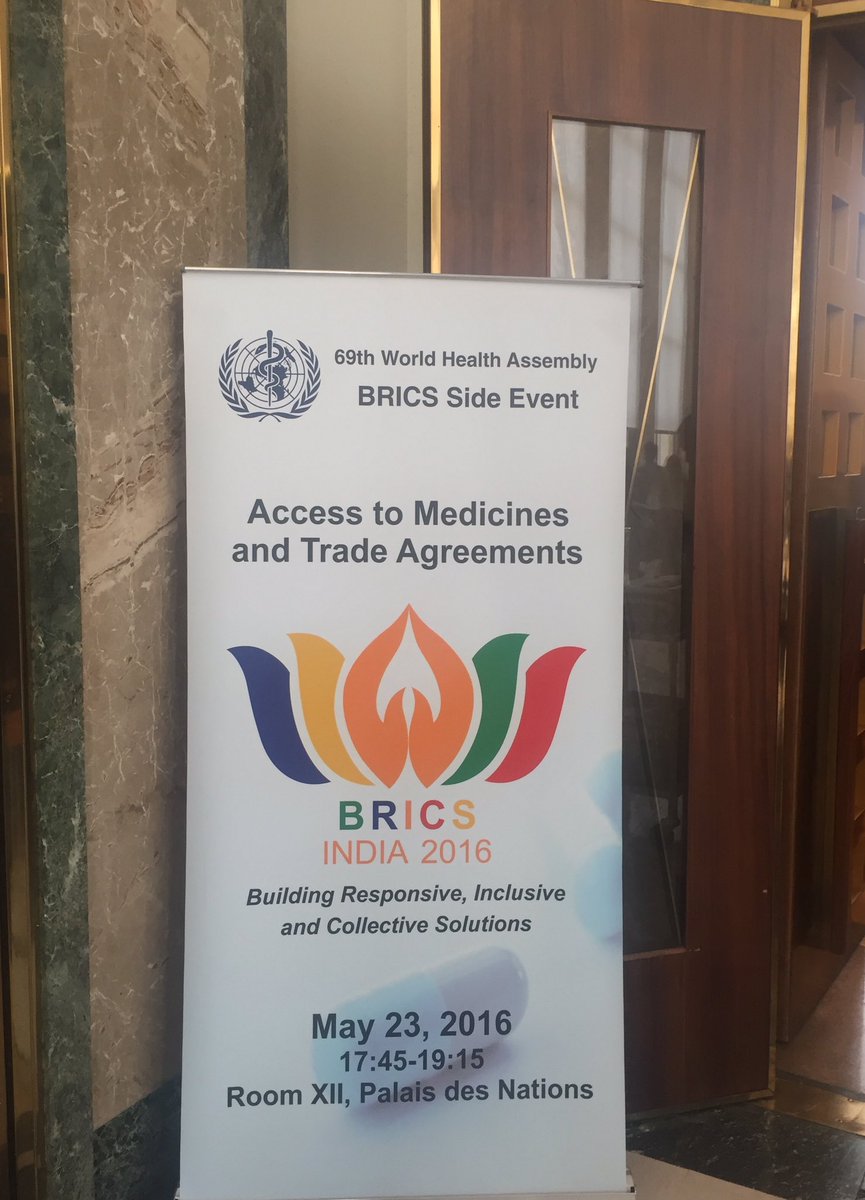 69th World Health Assembly
BRICS Side Event
Access to Medicines
and Trade Agreements
BRICS
INDIA 2016
Building Responsive, Inclusive
and Collective Solutions
May 23, 2016
17:45-19:15
Room XII, Palais des Nations